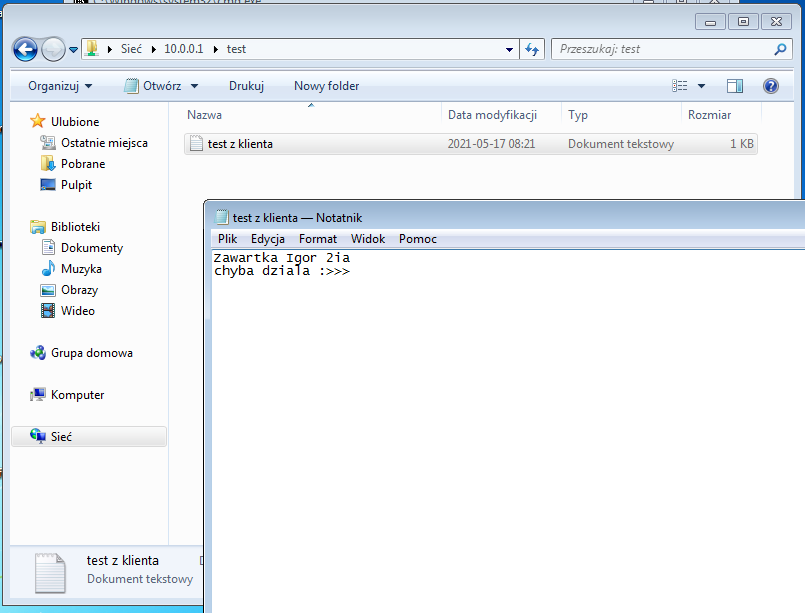 Sieć 10.0.0.1 test
Przeszukaj: test
Organizuj Otwórz Drukuj Nowy folder
Nazwa Data modyfikacji Typ Rozmiar
test z klienta 2021-05-17 08:21 Dokument tekstowy 1 KB
Ulubione
Ostatnie miejsca
Pobrane
Pulpit
Biblioteki
Dokumenty
Muzyka
Obrazy
Wideo
Grupa domowa
Komputer
Sieć
test z klienta — Notatnik
Plik Edycja Format Widok Pomoc
Zawartka Igor 2ia
chyba dziala :>>>
test z klienta
Dokument tekstowy